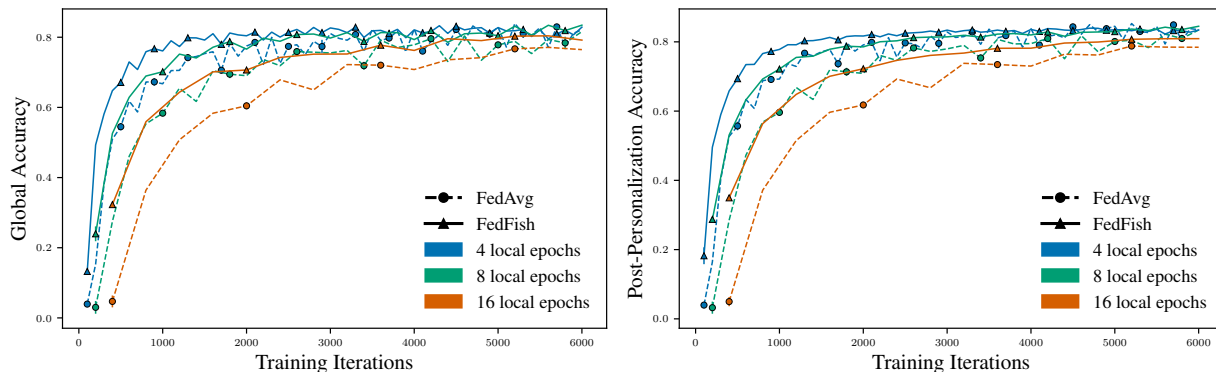 Global Accuracy
0.8
0.6
0.4
0.2
0.0
FedAvg
FedFish
4 local epochs
8 local epochs
16 local epochs
0 1000 2000 3000 4000 5000 6000
Training Iterations
Post-Personalization Accuracy
0.8
0.6
0.4
0.2
0.0
FedAvg
FedFish
4 local epochs
8 local epochs
16 local epochs
0 1000 2000 3000 4000 5000 6000
Training Iterations